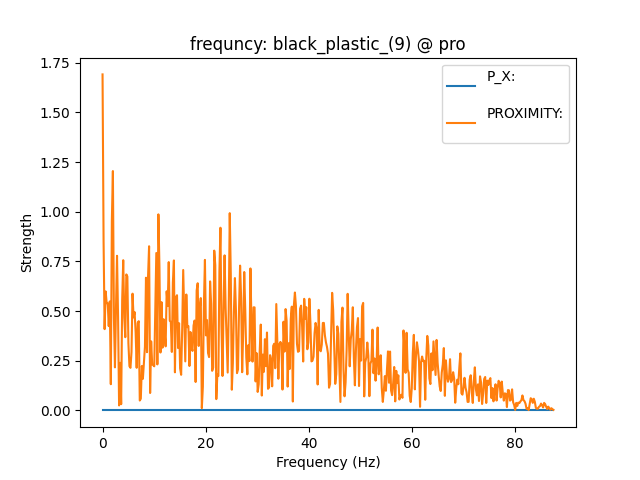 frequncy: black_plastic_(9) @ pro
P_X:
PROXIMITY:
Strength
1.75
1.50
1.25
1.00
0.75
0.50
0.25
0.00
0 20 40 60 80
Frequency (Hz)